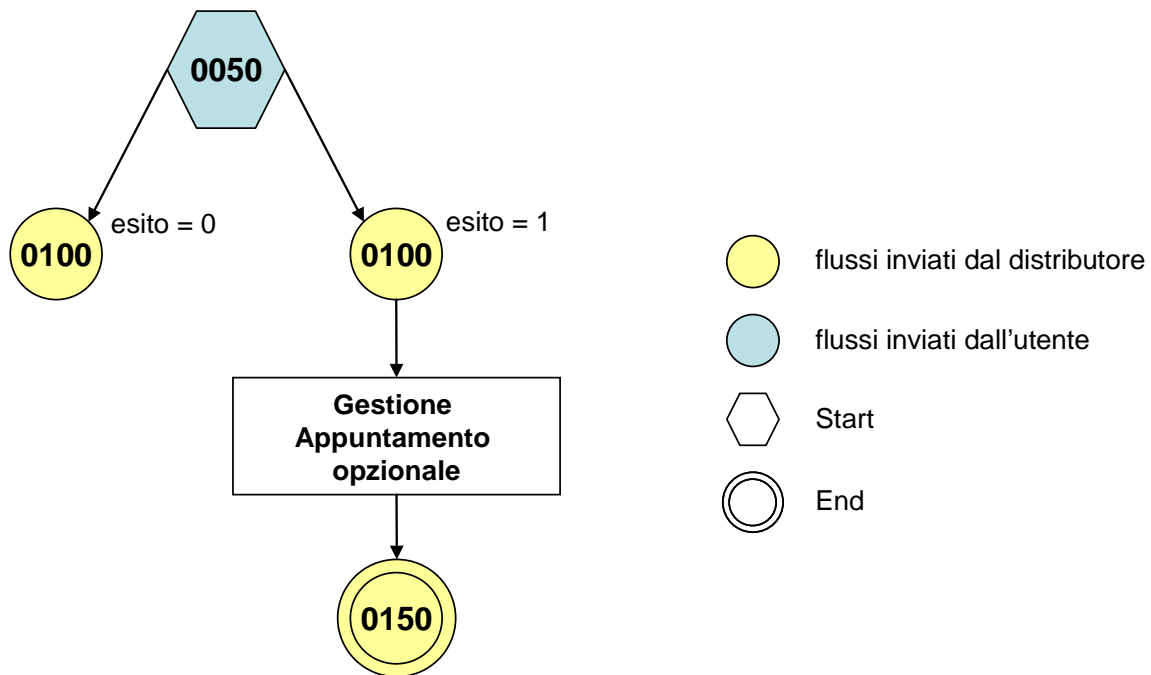 0050
esito = 0
esito = 1
0100
0100
flussi inviati dal distributore
flussi inviati dall'utente
Gestione
Appuntamento
opzionale
Start
End
0150